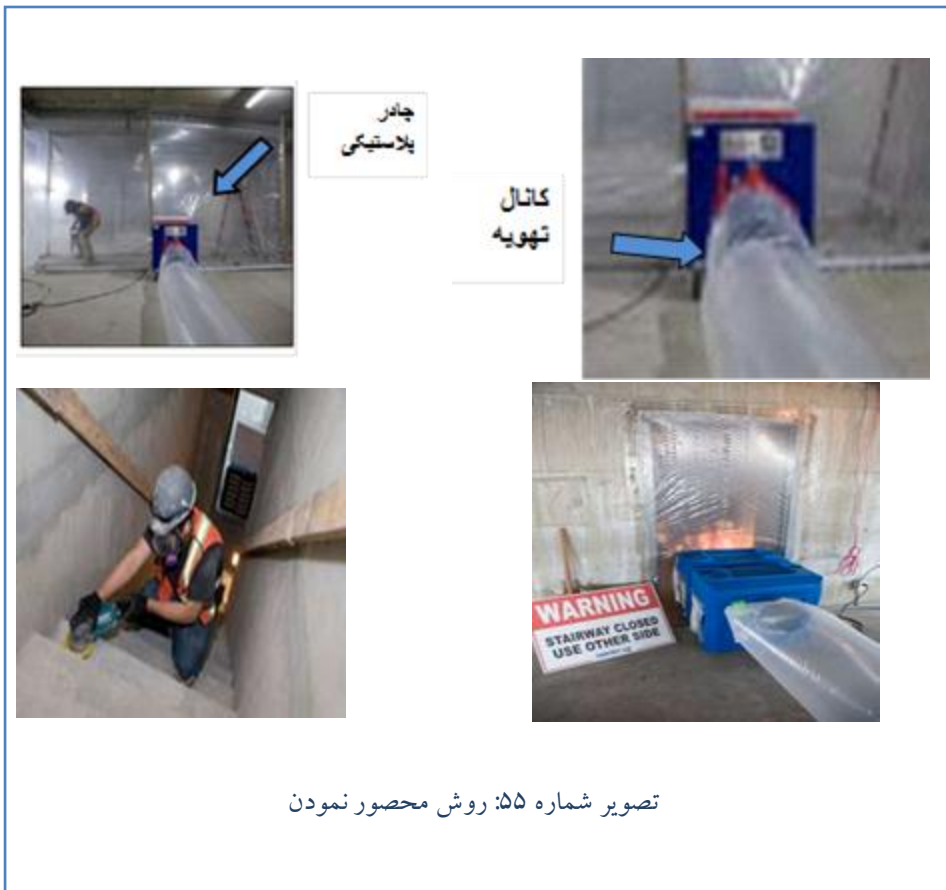 چادر
پلاستیکی
کانال
تهویه
WARNING
STAIRWAY CLOSED
USE OTHER SIDE
تصویر شماره ۵۵: روش محصور نمودن